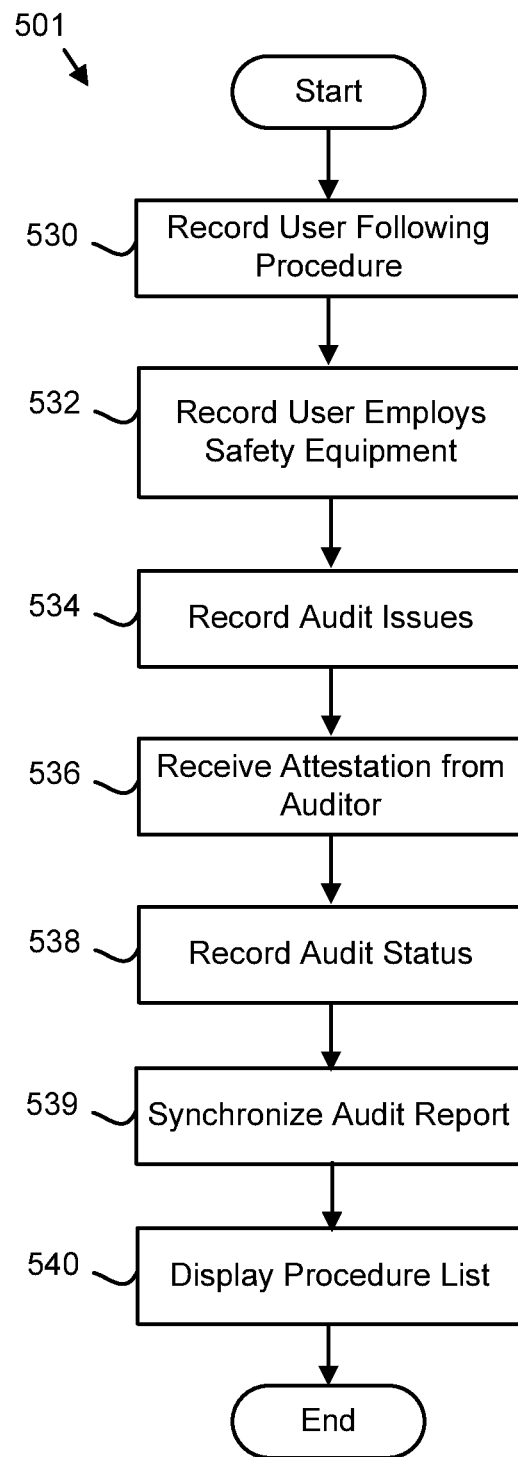 501
Start
530
Record User Following
Procedure
532
Record User Employs
Safety Equipment
534
Record Audit Issues
536
Receive Attestation from
Auditor
538
Record Audit Status
539
Synchronize Audit Report
540
Display Procedure List
End